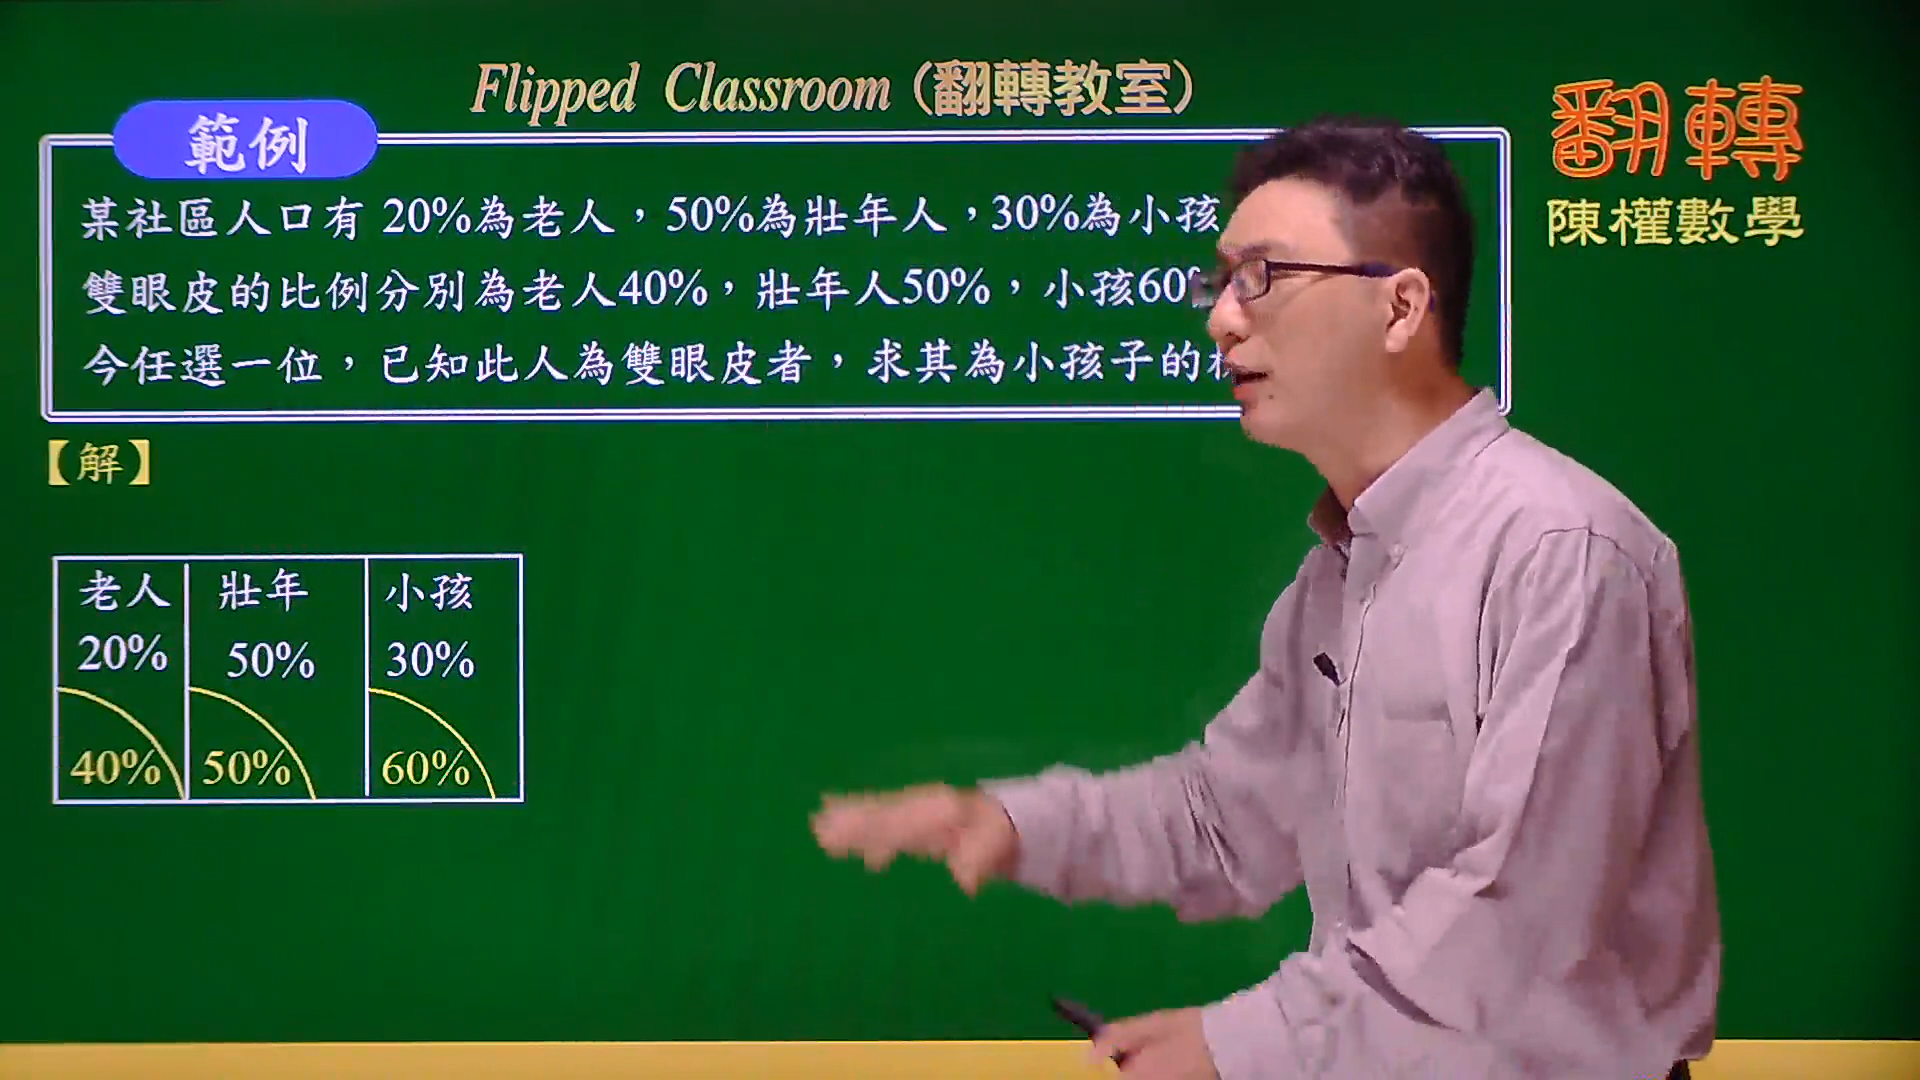 Flipped Classroom (翻轉教室)
翻轉
陳權數學
範例
某社區人口有 20%為老人，50%為壯年人，30%為小孩
雙眼皮的比例分別為老人40%，壯年人50%，小孩60%
今任選一位，已知此人為雙眼皮者，求其為小孩子的
【解】
老人 壯年 小孩
20% 50% 30%
40% 50% 60%